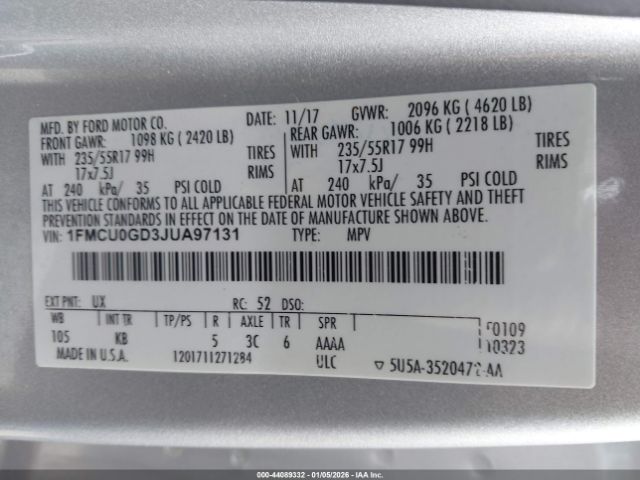 MFD. BY FORD MOTOR CO. DATE: 11/17 GVWR: 2096 KG ( 4620 LB)
FRONT GAWR: 1098 KG ( 2420 LB) REAR GAWR: 1006 KG ( 2218 LB)
WITH 235/55R17 99H TIRES WITH 235/55R17 99H TIRES
17x7.5J RIMS 17x7.5J RIMS
AT 240 kPa/ 35 PSI COLD AT 240 kPa/ 35 PSI COLD
THIS VEHICLE CONFORMS TO ALL APPLICABLE FEDERAL MOTOR VEHICLE SAFETY AND THEFT
PREVENTION STANDARDS IN EFFECT ON THE DATE OF MANUFACTURE SHOWN ABOVE.
VIN: 1FMCU0GD3JUA97131 TYPE: MPV
EXT PNT: UX RC: 52 DSO:
WB INT TR TP/PS R AXLE TR SPR F0109
105 KB 5 3C 6 AAAA 10323
MADE IN U.S.A. 1201711271284 ULC ▽ 5U5A-3520472-AA
000-44089332 - 01/05/2026 - IAA Inc.